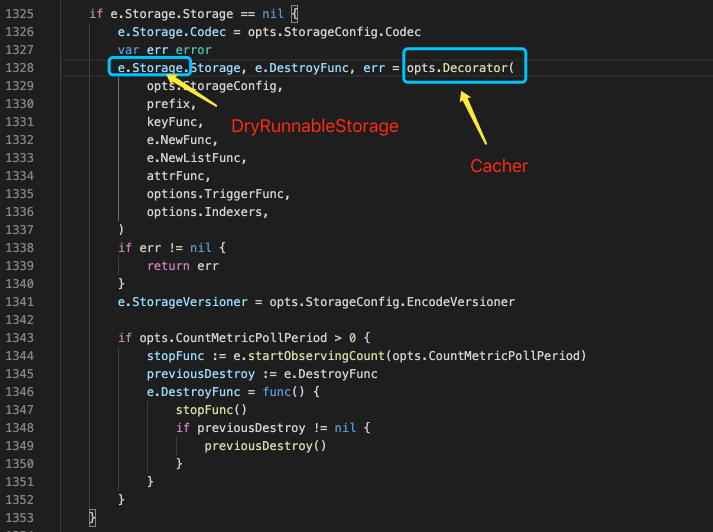 1325 if e.Storage.Storage == nil {
1326 e.Storage.Codec = opts.StorageConfig.Codec
1327 var err error
1328 e.Storage.Storage, e.DestroyFunc, err = opts.Decorator(
1329 opts.StorageConfig,
1330 prefix,
DryRunnableStorage
1331 keyFunc,
1332 e.NewFunc,
1333 e.NewListFunc,
Cacher
1334 attrFunc,
1335 options.TriggerFunc,
1336 options.Indexers,
1337 )
1338 if err != nil {
1339 return err
1340 }
1341 e.StorageVersioner = opts.StorageConfig.EncodeVersioner
1342
1343 if opts.CountMetricPollPeriod > 0 {
1344 stopFunc := e.startObservingCount(opts.CountMetricPollPeriod)
1345 previousDestroy := e.DestroyFunc
1346 e.DestroyFunc = func() {
1347 stopFunc()
1348 if previousDestroy != nil {
1349 previousDestroy()
1350 }
1351 }
1352 }
1353 }